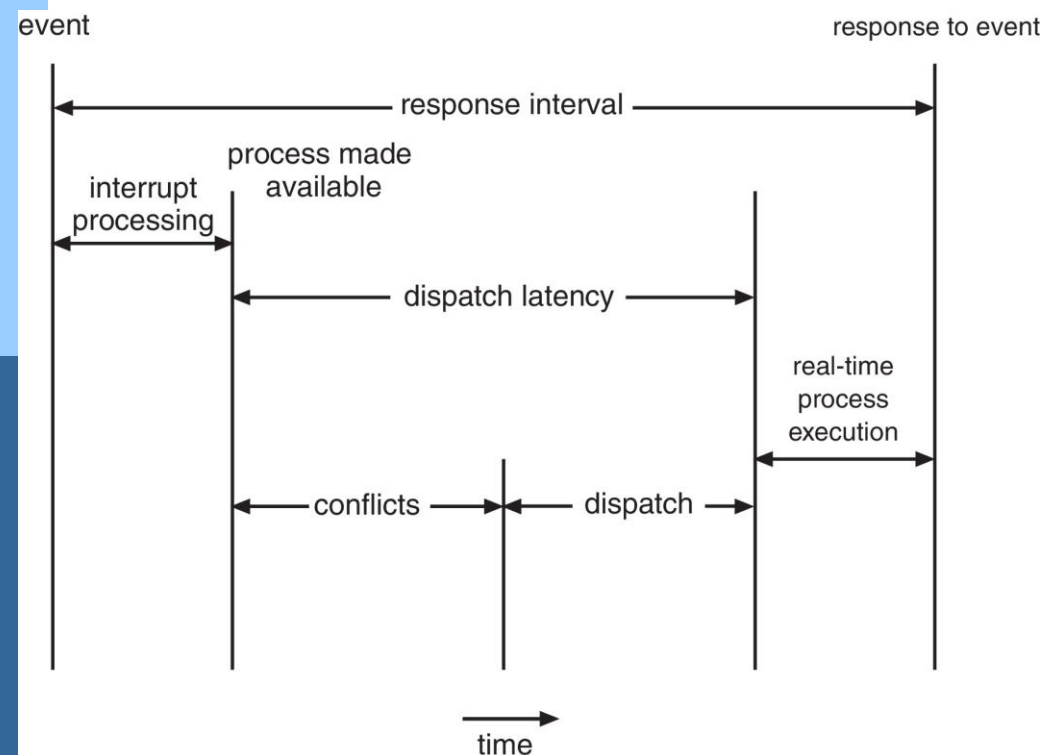 event
response to event
response interval
process made
available
interrupt
processing
dispatch latency
real-time
process
execution
conflicts
dispatch
time